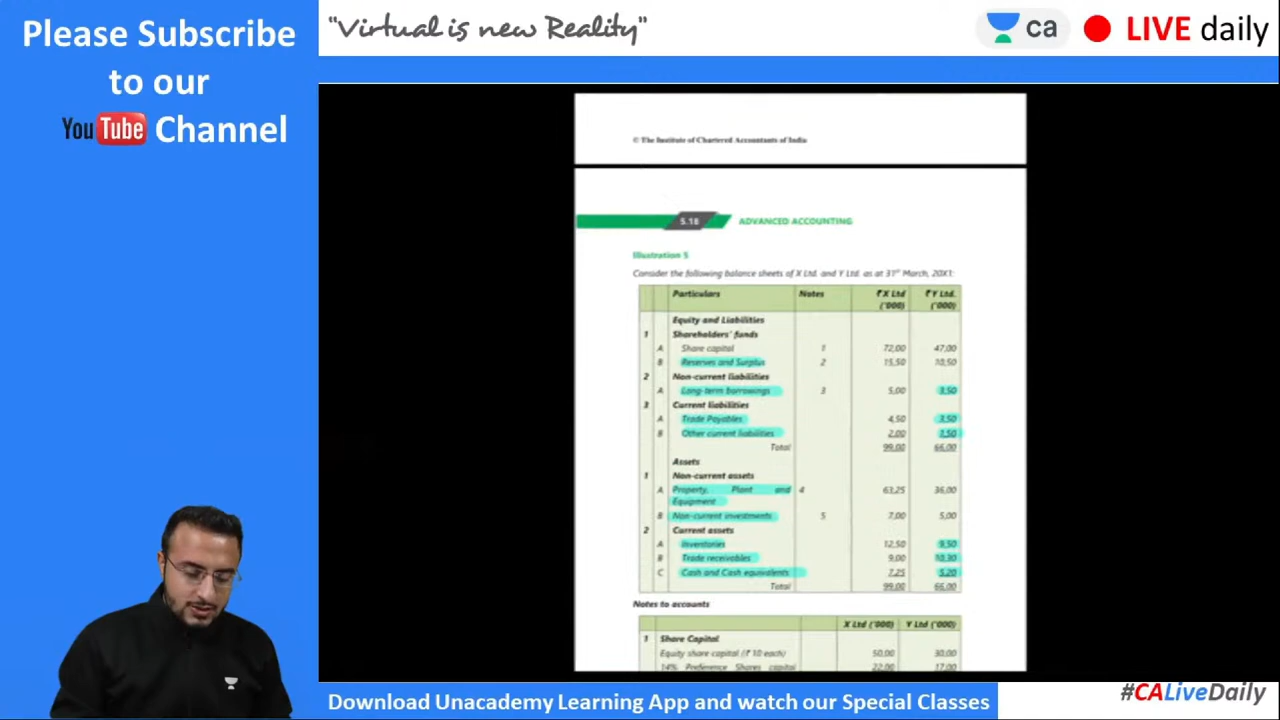 Please Subscribe
to our
YouTube Channel
"Virtual is new Reality"
ca LIVE daily
© The Institute of Chartered Accountants of India
5.18 ADVANCED ACCOUNTING
Illustration 5
Consider the following balance sheets of X Ltd. and Y Ltd. as at 31st March, 20X1:
Particulars Notes ₹ X Ltd ('000) ₹ Y Ltd. ('000)
Equity and Liabilities
1 Shareholders' funds
A Share capital 1 72,00 47,00
B Reserves and Surplus 2 15,50 10,50
2 Non-current liabilities
A Long-term borrowings 3 5,00 3,50
3 Current liabilities
A Trade Payables 4,50 3,50
B Other current liabilities 2,00 1,50
Total 99,00 66,00
Assets
1 Non-current assets
A Property, Plant and 4 63,25 36,00
Equipment
B Non-current investments 5 7,00 5,00
2 Current assets
A Inventories 12,50 9,50
B Trade receivables 9,00 10,30
C Cash and Cash equivalents 7,25 5,20
Total 99,00 66,00
Notes to accounts
X Ltd ('000) Y Ltd ('000)
1 Share Capital
Equity share capital (₹ 10 each) 50,00 30,00
14% Preference Shares capital 22,00 17,00
Download Unacademy Learning App and watch our Special Classes
#CALiveDaily